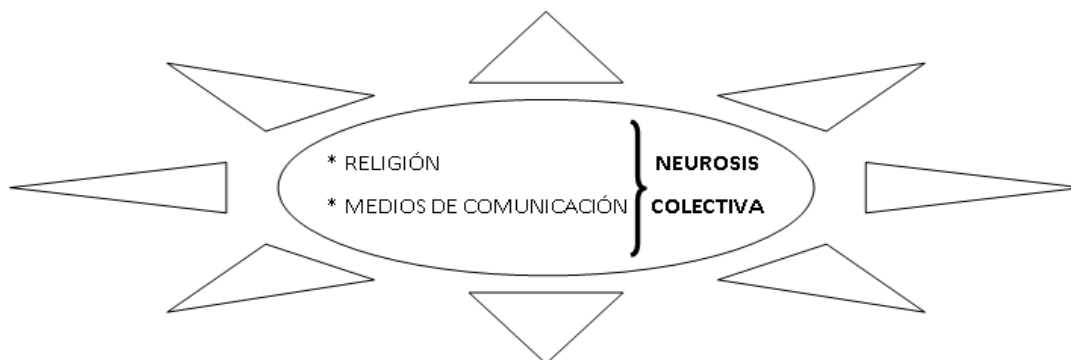 * RELIGIÓN NEUROSIS
* MEDIOS DE COMUNICACIÓN COLECTIVA